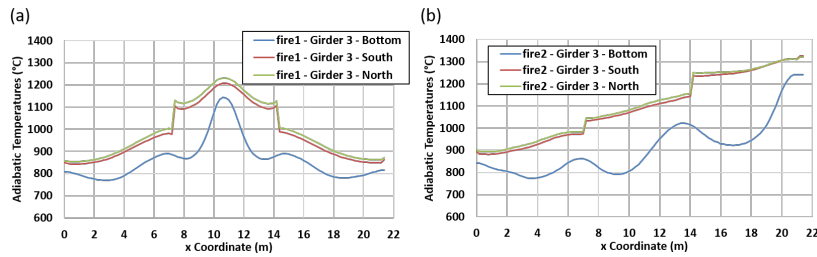 (a)
fire1 - Girder 3 - Bottom
fire1 - Girder 3 - South
fire1 - Girder 3 - North
Adiabatic Temperatures (°C)
1400
1300
1200
1100
1000
900
800
700
600
0 2 4 6 8 10 12 14 16 18 20 22
x Coordinate (m)
(b)
fire2 - Girder 3 - Bottom
fire2 - Girder 3 - South
fire2 - Girder 3 - North
Adiabatic Temperatures (°C)
1400
1300
1200
1100
1000
900
800
700
600
0 2 4 6 8 10 12 14 16 18 20 22
x Coordinate (m)